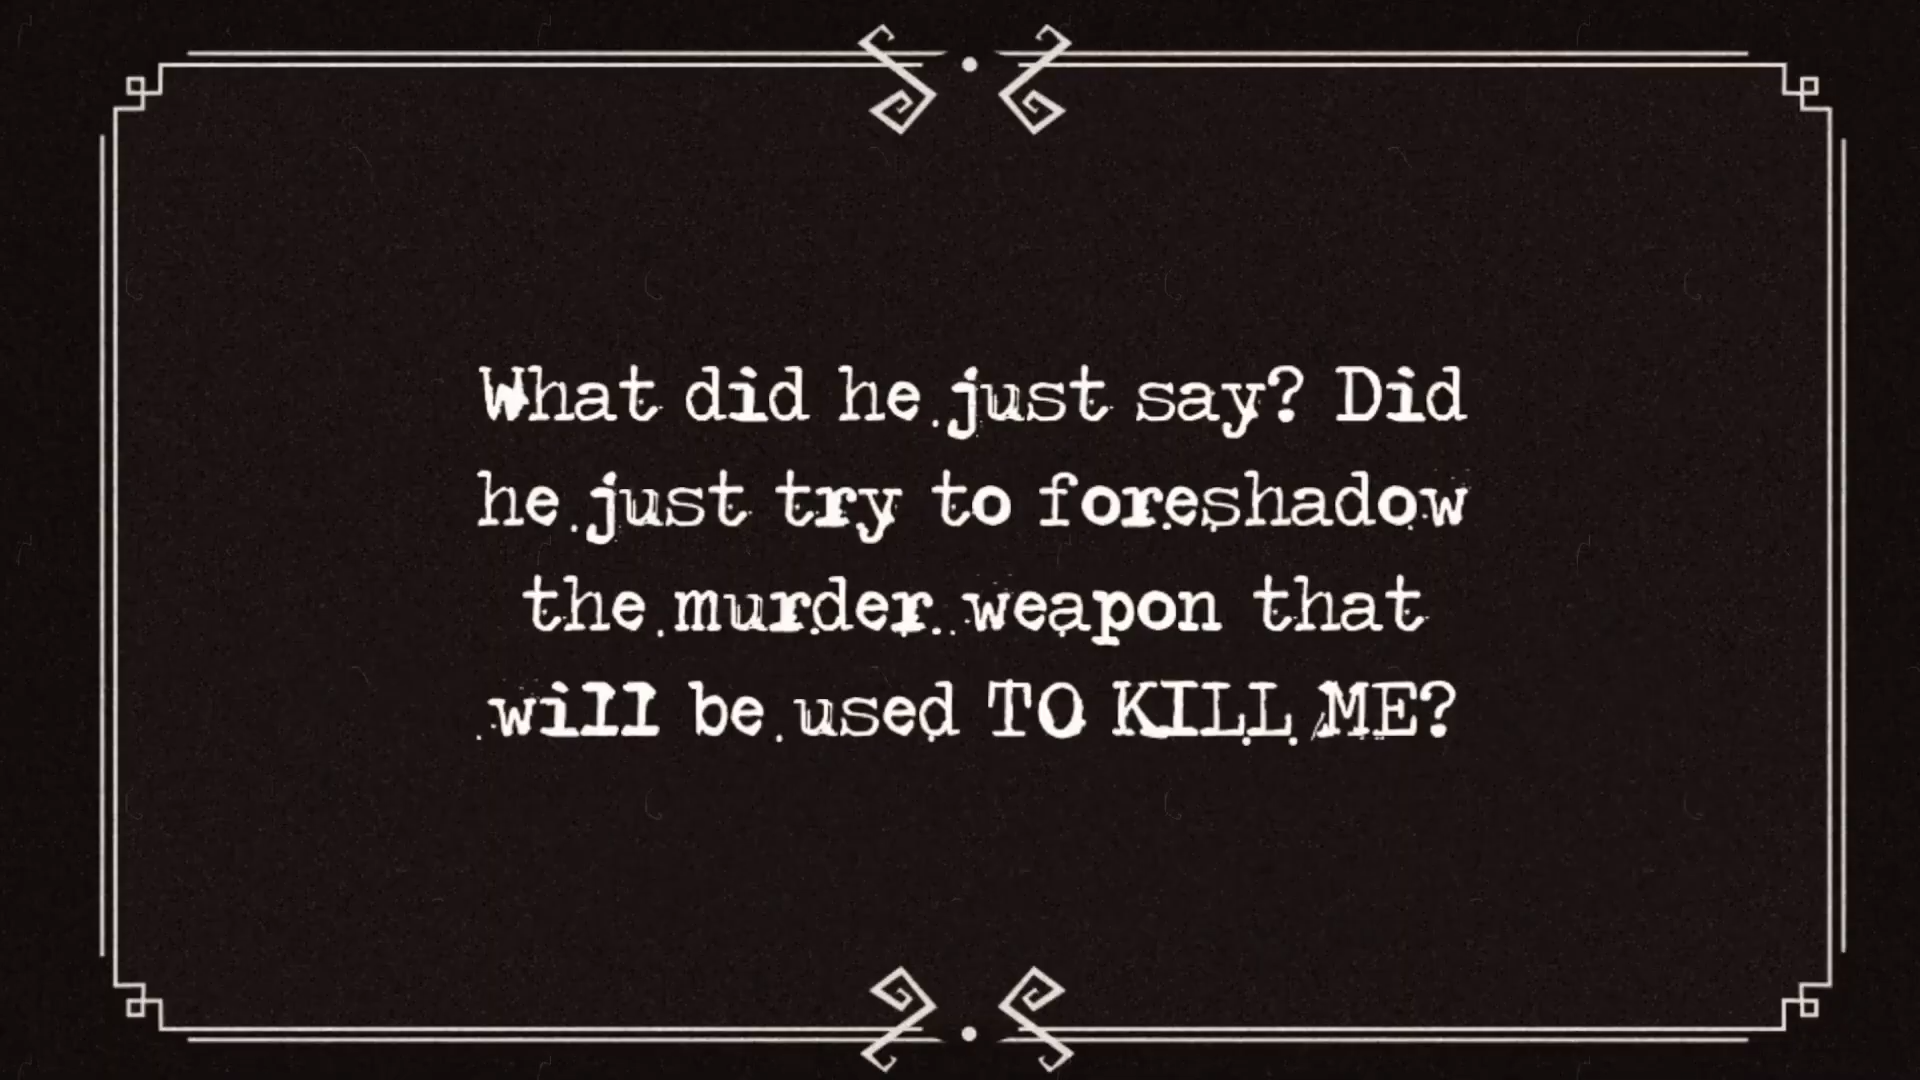 What did he just say? Did
he just try to foreshadow
the murder weapon that
will be used TO KILL ME?